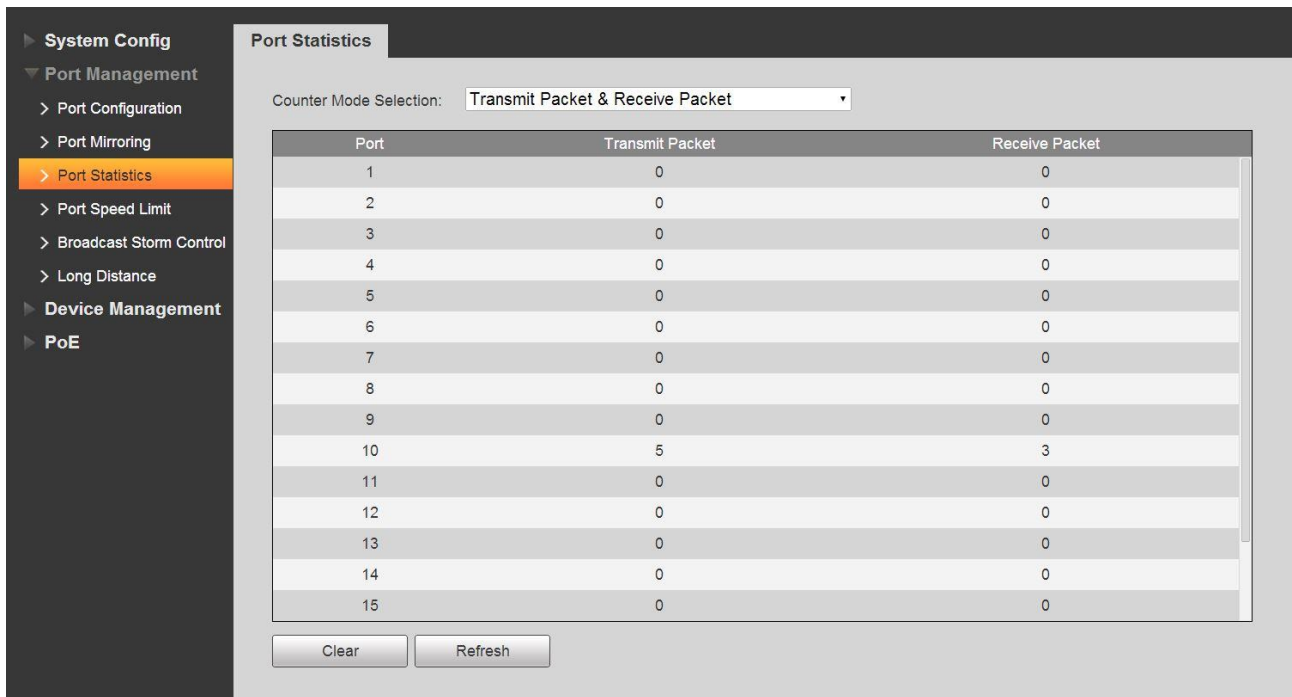 System Config
Port Management
Port Configuration
Port Mirroring
Port Statistics
Port Speed Limit
Broadcast Storm Control
Long Distance
Device Management
PoE
Port Statistics
Counter Mode Selection: Transmit Packet & Receive Packet
Port Transmit Packet Receive Packet
1 0 0
2 0 0
3 0 0
4 0 0
5 0 0
6 0 0
7 0 0
8 0 0
9 0 0
10 5 3
11 0 0
12 0 0
13 0 0
14 0 0
15 0 0
Clear Refresh